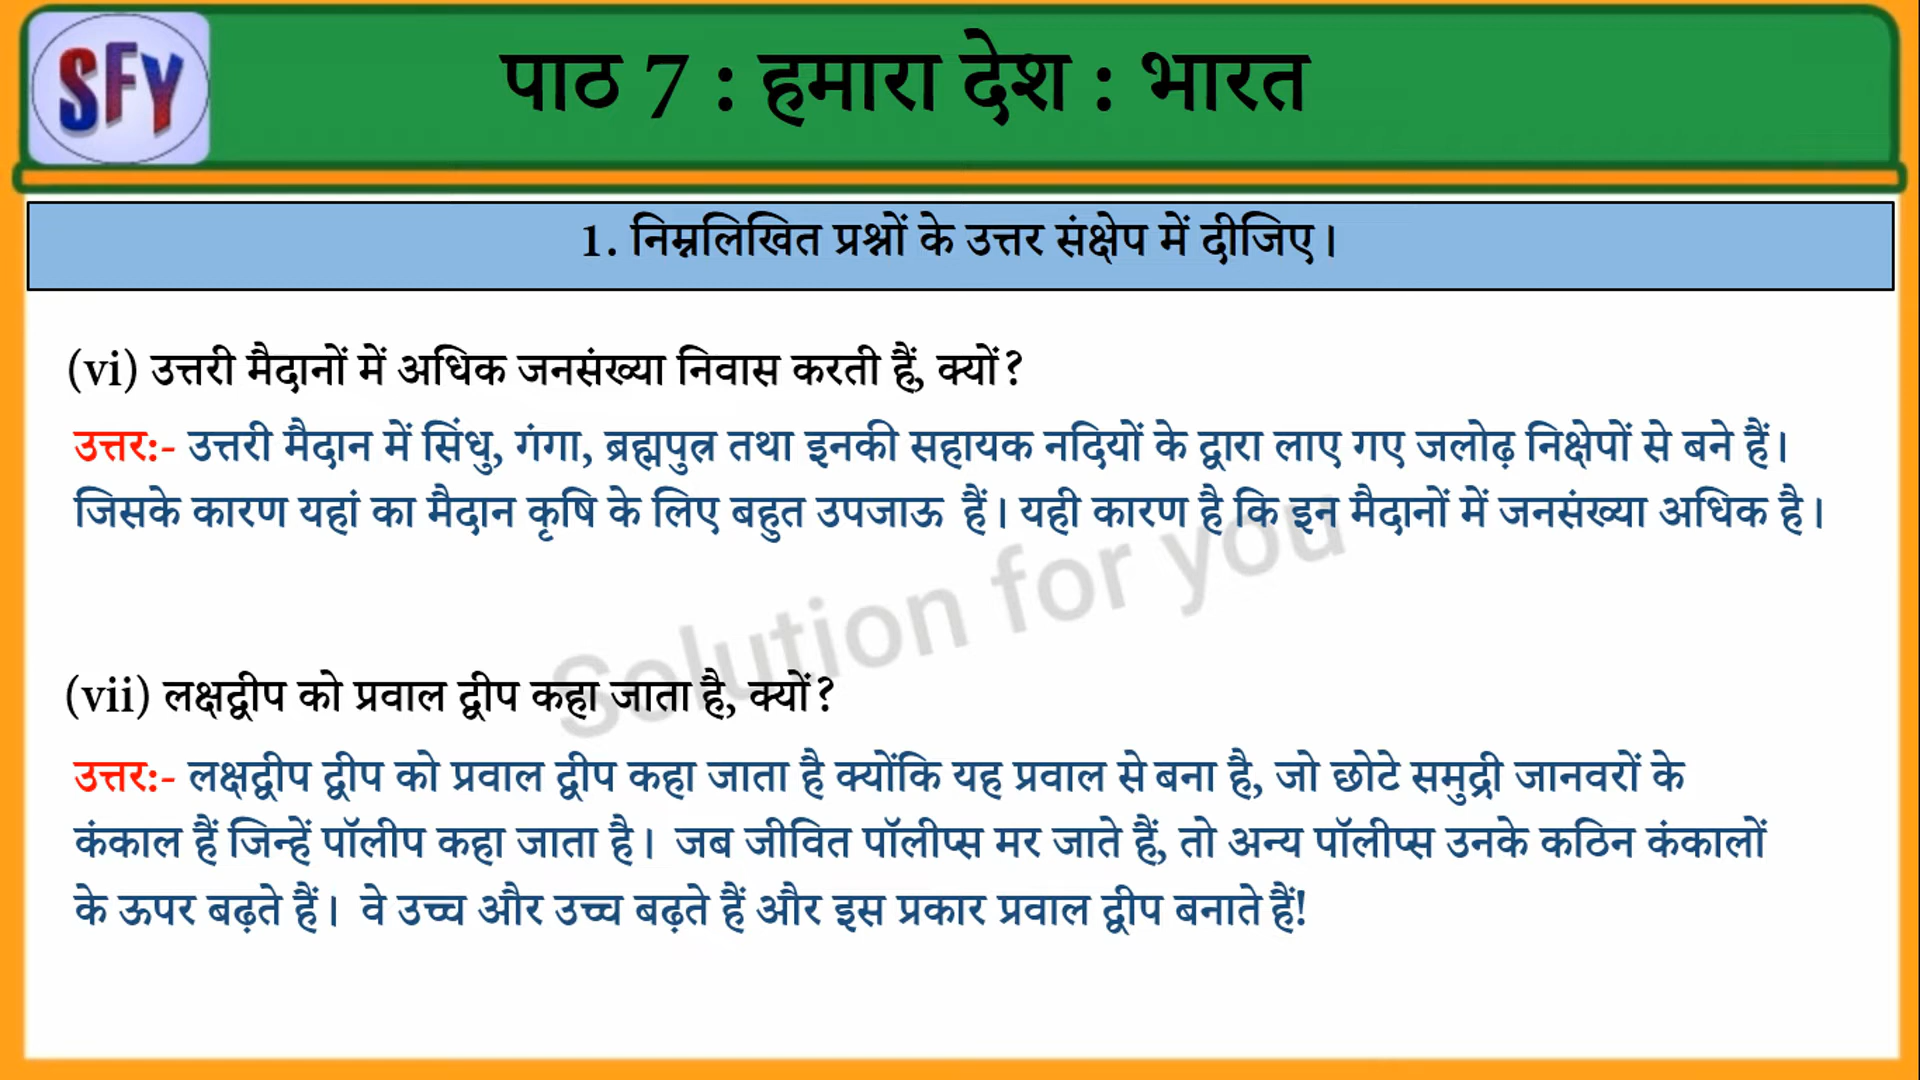 SFY
पाठ 7 : हमारा देश : भारत
1. निम्नलिखित प्रश्नों के उत्तर संक्षेप में दीजिए।
(vi) उत्तरी मैदानों में अधिक जनसंख्या निवास करती हैं, क्यों?
उत्तर:- उत्तरी मैदान में सिंधु, गंगा, ब्रह्मपुत्र तथा इनकी सहायक नदियों के द्वारा लाए गए जलोढ़ निक्षेपों से बने हैं।
जिसके कारण यहां का मैदान कृषि के लिए बहुत उपजाऊ हैं। यही कारण है कि इन मैदानों में जनसंख्या अधिक है।
Solution for you
(vii) लक्षद्वीप को प्रवाल द्वीप कहा जाता है, क्यों?
उत्तर:- लक्षद्वीप द्वीप को प्रवाल द्वीप कहा जाता है क्योंकि यह प्रवाल से बना है, जो छोटे समुद्री जानवरों के
कंकाल हैं जिन्हें पॉलीप कहा जाता है। जब जीवित पॉलीप्स मर जाते हैं, तो अन्य पॉलीप्स उनके कठिन कंकालों
के ऊपर बढ़ते हैं। वे उच्च और उच्च बढ़ते हैं और इस प्रकार प्रवाल द्वीप बनाते हैं!